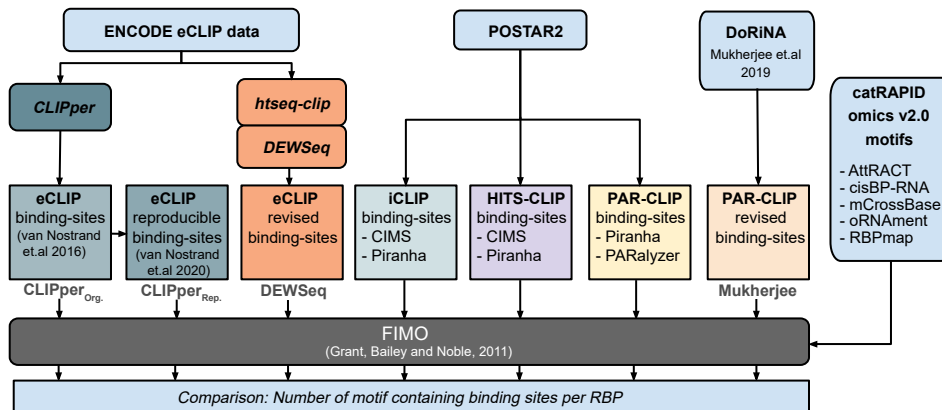 ENCODE eCLIP data
POSTAR2
DoRiNA
Mukherjee et.al
2019
CLIPper
htseq-clip
DEWSeq
catRAPID
omics v2.0
motifs
- AttRACT
- cisBP-RNA
- mCrossBase
- oRNAment
- RBPmap
eCLIP
binding-sites
(van Nostrand
et.al 2016)
eCLIP
reproducible
binding-sites
(van Nostrand
et.al 2020)
eCLIP
revised
binding-sites
iCLIP
binding-sites
- CIMS
- Piranha
HITS-CLIP
binding-sites
- CIMS
- Piranha
PAR-CLIP
binding-sites
- Piranha
- PARalyzer
PAR-CLIP
revised
binding-sites
CLIPper Org.
CLIPper Rep.
DEWSeq
Mukherjee
FIMO
(Grant, Bailey and Noble, 2011)
Comparison: Number of motif containing binding sites per RBP